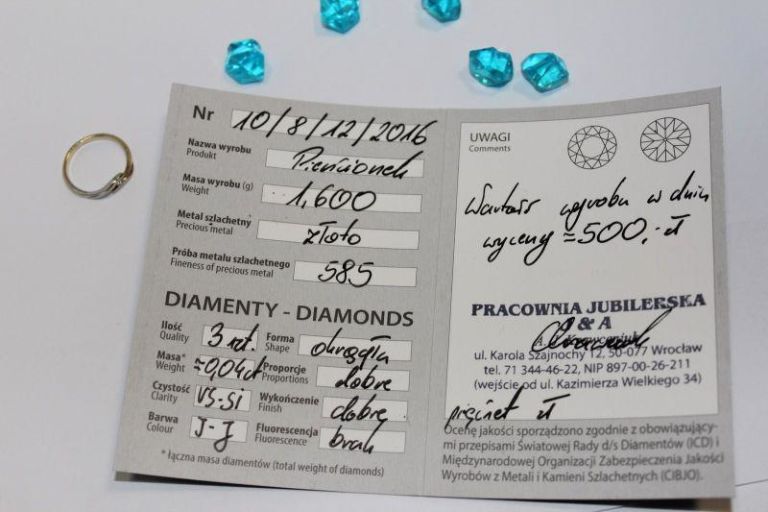 Nr 10/8/12/2016
Nazwa wyrobu Pierścionek
Produkt
Masa wyrobu (g) 1,600
Weight
Metal szlachetny złoto
Precious metal
Próba metalu szlachetnego 585
Fineness of precious metal
DIAMENTY - DIAMONDS
Ilość 3 szt. Forma okrągła
Quality Shape
Masa* ≈0,04ct Proporcje dobre
Weight Proportions
Czystość VS-SI Wykończenie dobre
Clarity Finish
Barwa J-J Fluorescencja brak
Colour Fluorescence
* łączna masa diamentów (total weight of diamonds)
UWAGI
Comments
Wartość wyrobu w dniu
wyceny ≈500,- zł
PRACOWNIA JUBILERSKA
& A
ul. Karola Szajnochy 12, 50-077 Wrocław
tel. 71 344-46-22, NIP 897-00-26-211
(wejście od ul. Kazimierza Wielkiego 34)
pięćset zł
Ocenę jakości sporządzono zgodnie z obowiązujący-
mi przepisami Światowej Rady d/s Diamentów (ICD) i
Międzynarodowej Organizacji Zabezpieczenia Jakości
Wyrobów z Metali i Kamieni Szlachetnych (CIBJO).